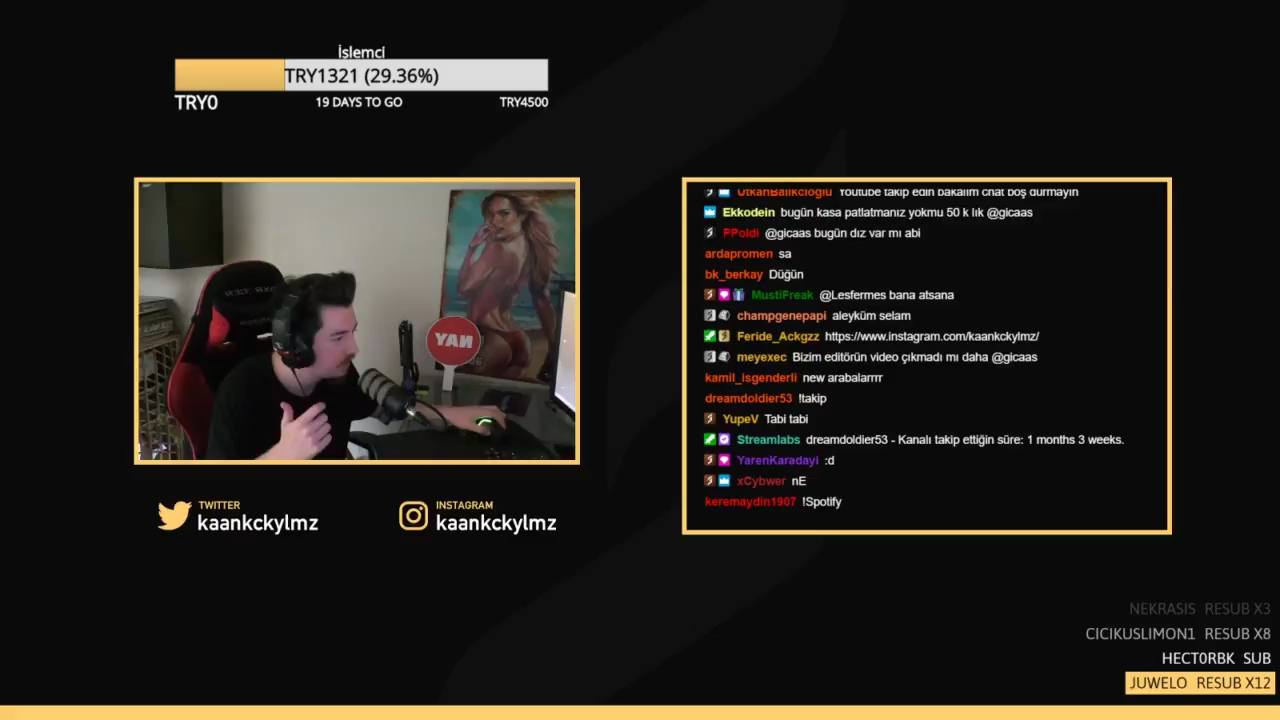 İslemci
TRY1321 (29.36%)
TRY0 19 DAYS TO GO TRY4500
YAN
TWITTER
kaankckylmz
INSTAGRAM
kaankckylmz
UtkanBalikcioglu Youtube takip edin bakalım chat boş durmayın
Ekkodein bugün kasa patlatmanız yokmu 50 k lık @gicaas
PPoldi @gicaas bugün dız var mı abi
ardapromen sa
bk_berkay Düğün
MustiFreak @Lesfermes bana atsana
champgenepapi aleyküm selam
Feride_Ackgzz https://www.instagram.com/kaankckylmz/
meyexec Bizim editörün video çıkmadı mı daha @gicaas
kamil_isgenderli new arabalarrrr
dreamdoldier53 !takip
YupeV Tabi tabi
Streamlabs dreamdoldier53 - Kanalı takip ettiğin süre: 1 months 3 weeks.
YarenKaradayi :d
xCybwer nE
keremaydin1907 !Spotify
NEKRASIS RESUB X3
CICIKUSLIMON1 RESUB X8
HECT0RBK SUB
JUWELO RESUB X12